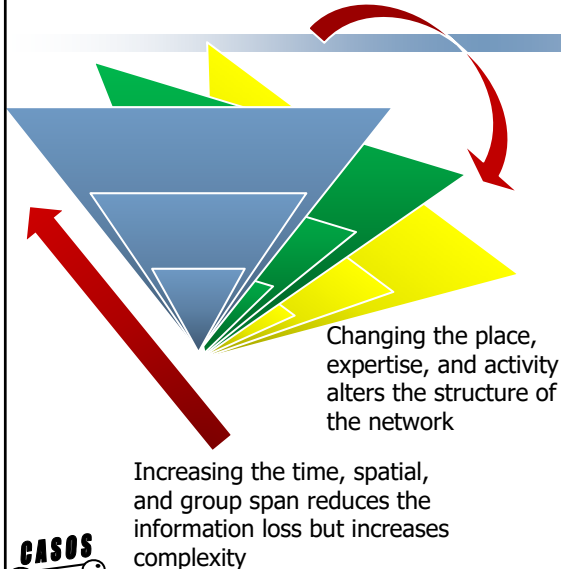 Changing the place,
expertise, and activity
alters the structure of
the network
Increasing the time, spatial,
and group span reduces the
information loss but increases
complexity
CASOS